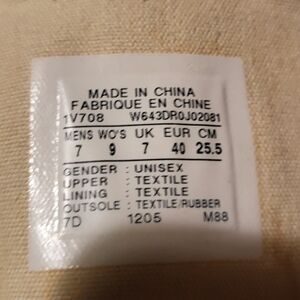 MADE IN CHINA
FABRIQUE EN CHINE
1V708 W643DR0J02081
MENS WO'S UK EUR CM
7 9 7 40 25.5
GENDER : UNISEX
UPPER : TEXTILE
LINING : TEXTILE
OUTSOLE : TEXTILE/RUBBER
7D 1205 M88